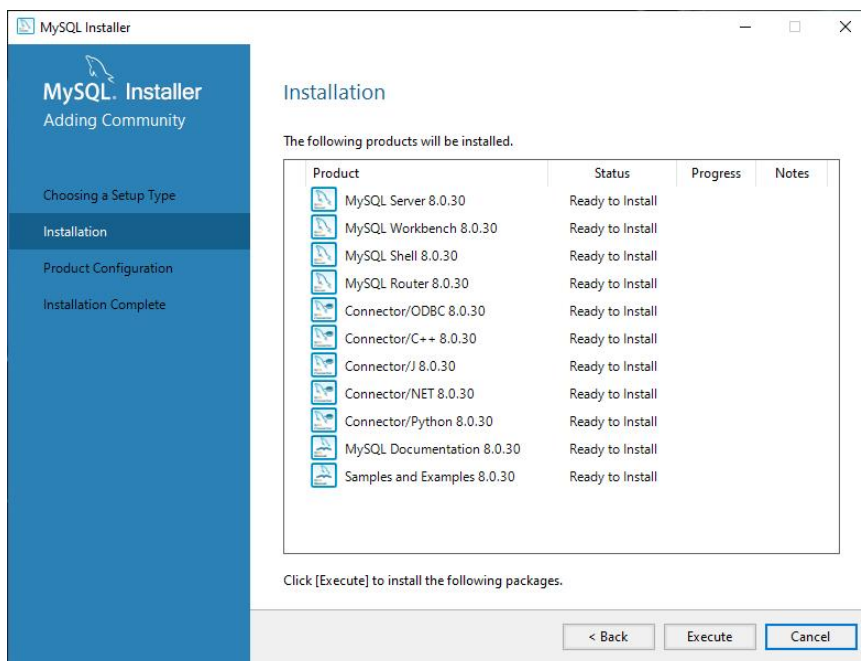 MySQL Installer
MySQL. Installer
Adding Community
Choosing a Setup Type
Installation
Product Configuration
Installation Complete
Installation
The following products will be installed.
Product Status Progress Notes
MySQL Server 8.0.30 Ready to Install
MySQL Workbench 8.0.30 Ready to Install
MySQL Shell 8.0.30 Ready to Install
MySQL Router 8.0.30 Ready to Install
Connector/ODBC 8.0.30 Ready to Install
Connector/C++ 8.0.30 Ready to Install
Connector/J 8.0.30 Ready to Install
Connector/NET 8.0.30 Ready to Install
Connector/Python 8.0.30 Ready to Install
MySQL Documentation 8.0.30 Ready to Install
Samples and Examples 8.0.30 Ready to Install
Click [Execute] to install the following packages.
< Back Execute Cancel